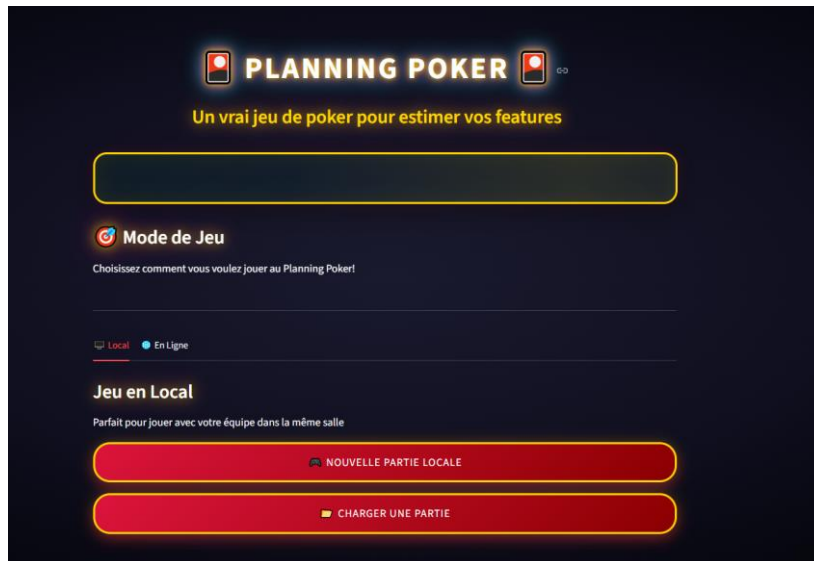 PLANNING POKER
Un vrai jeu de poker pour estimer vos features
Mode de Jeu
Choisissez comment vous voulez jouer au Planning Poker!
Local En Ligne
Jeu en Local
Parfait pour jouer avec votre équipe dans la même salle
NOUVELLE PARTIE LOCALE
CHARGER UNE PARTIE